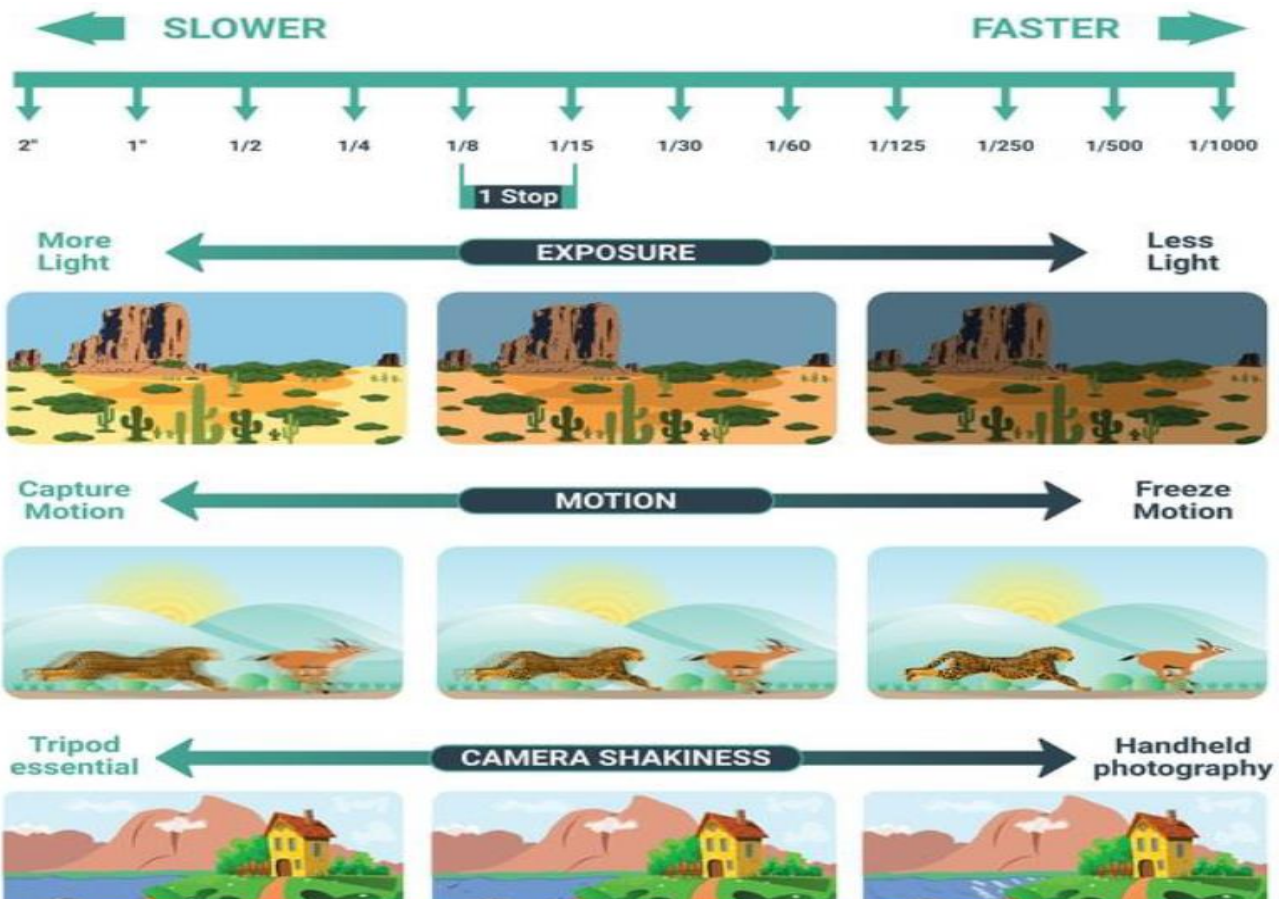 SLOWER
FASTER
2" 1" 1/2 1/4 1/8 1/15 1/30 1/60 1/125 1/250 1/500 1/1000
1 Stop
More
Light
EXPOSURE
Less
Light
Capture
Motion
MOTION
Freeze
Motion
Tripod
essential
CAMERA SHAKINESS
Handheld
photography